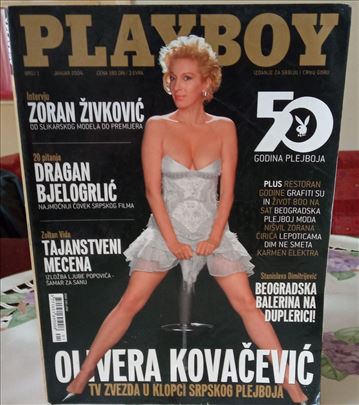 PLAYBOY
BROJ 1
JANUAR 2004.
CENA 180 DIN / 3 EVRA
IZDANJE ZA SRBIJU I CRNU GORU
Intervju
ZORAN ŽIVKOVIĆ
OD SLIKARSKOG MODELA DO PREMIJERA
20 pitanja
DRAGAN
BJELOGRLIĆ
NAJMOĆNIJI ČOVEK SRPSKOG FILMA
Zoltan Vida
TAJANSTVENI
MECENA
IZLOŽBA LJUBE POPOVIĆA -
ŠAMAR ZA SANU
50
GODINA PLEJBOJA
PLUS RESTORAN
GODINE GRAFITI SU
IN ŽIVOT 800 NA
SAT BEOGRADSKA
PLEJBOJ MODA
NIŠVIL ZORANA
ĆIRIĆA LEPOTICAMA
DIM NE SMETA
KARMEN ELEKTRA
Stanislava Dimitrijević
BEOGRADSKA
BALERINA NA
DUPLERICI!
OLIVERA KOVAČEVIĆ
TV ZVEZDA U KLOPCI SRPSKOG PLEJBOJA